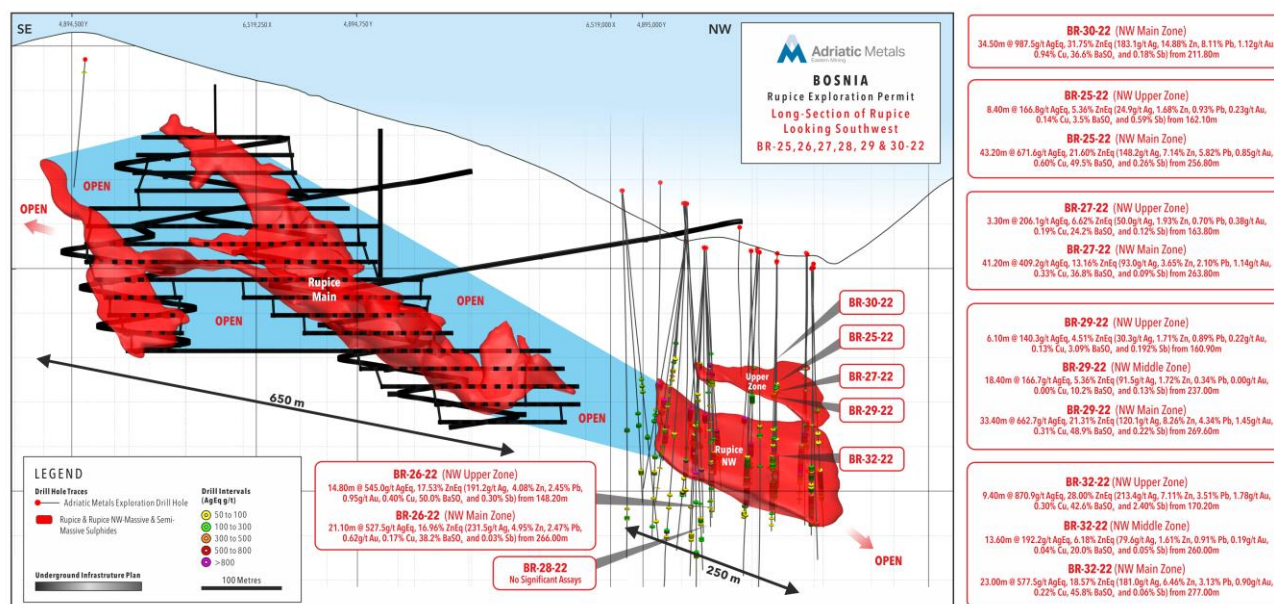 4,894,500 Y
6,519,250 X
4,894,750 Y
6,519,000 X
4,895,000 Y
SE
NW
Adriatic Metals
Eastern Mining
BOSNIA
Rupice Exploration Permit
Long-Section of Rupice
Looking Southwest
BR-25,26,27,28, 29 & 30-22
OPEN
OPEN
Rupice
Main
OPEN
OPEN
OPEN
650 m
Upper
Zone
Rupice
NW
BR-30-22
BR-25-22
BR-27-22
BR-29-22
BR-32-22
OPEN
250 m
LEGEND
Drill Hole Traces
Adriatic Metals Exploration Drill Hole
Rupice & Rupice NW-Massive & Semi-
Massive Sulphides
Underground Infrastruture Plan
Drill Intervals
(AgEq g/t)
50 to 100
100 to 300
300 to 500
500 to 800
>800
100 Metres
BR-26-22 (NW Upper Zone)
14.80m @ 545.0g/t AgEq, 17.53% ZnEq (191.2g/t Ag, 4.08% Zn, 2.45% Pb,
0.95g/t Au, 0.40% Cu, 50.0% BaSO, and 0.30% Sb) from 148.20m)
BR-26-22 (NW Main Zone)
21.10m @ 527.5g/t AgEq, 16.96% ZnEq (231.5g/t Ag, 4.95% Zn, 2.47% Pb,
0.62g/t Au, 0.17% Cu, 38.2% BaSO, and 0.03% Sb) from 266.00m)
BR-28-22
No Significant Assays
BR-30-22 (NW Main Zone)
34.50m @ 987.5g/t AgEq, 31.75% ZnEq (183.1g/t Ag, 14.88% Zn, 8.11% Pb, 1.12g/t Au,
0.94% Cu, 36.6% BaSO, and 0.18% Sb) from 211.80m)
BR-25-22 (NW Upper Zone)
8.40m @ 166.8g/t AgEq, 5.36% ZnEq (24.9g/t Ag, 1.68% Zn, 0.93% Pb, 0.23g/t Au,
0.14% Cu, 3.5% BaSO, and 0.59% Sb) from 162.10m)
BR-25-22 (NW Main Zone)
43.20m @ 671.6g/t AgEq, 21.60% ZnEq (148.2g/t Ag, 7.14% Zn, 5.82% Pb, 0.85g/t Au,
0.60% Cu, 49.5% BaSO, and 0.26% Sb) from 256.80m)
BR-27-22 (NW Upper Zone)
3.30m @ 206.1g/t AgEq, 6.62% ZnEq (50.0g/t Ag, 1.93% Zn, 0.70% Pb, 0.38g/t Au,
0.19% Cu, 24.2% BaSO, and 0.12% Sb) from 163.80m)
BR-27-22 (NW Main Zone)
41.20m @ 409.2g/t AgEq, 13.16% ZnEq (93.0g/t Ag, 3.65% Zn, 2.10% Pb, 1.14g/t Au,
0.33% Cu, 36.8% BaSO, and 0.09% Sb) from 263.80m)
BR-29-22 (NW Upper Zone)
6.10m @ 140.3g/t AgEq, 4.51% ZnEq (30.3g/t Ag, 1.71% Zn, 0.89% Pb, 0.22g/t Au,
0.13% Cu, 3.09% BaSO, and 0.192% Sb) from 160.90m)
BR-29-22 (NW Middle Zone)
18.40m @ 166.7g/t AgEq, 5.36% ZnEq (91.5g/t Ag, 1.72% Zn, 0.34% Pb, 0.00g/t Au,
0.00% Cu, 10.2% BaSO, and 0.13% Sb) from 237.00m)
BR-29-22 (NW Main Zone)
33.40m @ 662.7g/t AgEq, 21.31% ZnEq (120.1g/t Ag, 8.26% Zn, 4.34% Pb, 1.45g/t Au,
0.31% Cu, 48.9% BaSO, and 0.22% Sb) from 269.60m)
BR-32-22 (NW Upper Zone)
9.40m @ 870.9g/t AgEq, 28.00% ZnEq (213.4g/t Ag, 7.11% Zn, 3.51% Pb, 1.78g/t Au,
0.30% Cu, 42.6% BaSO, and 2.40% Sb) from 170.20m)
BR-32-22 (NW Middle Zone)
13.60m @ 192.2g/t AgEq, 6.18% ZnEq (79.6g/t Ag, 1.61% Zn, 0.91% Pb, 0.19g/t Au,
0.04% Cu, 20.0% BaSO, and 0.05% Sb) from 260.00m)
BR-32-22 (NW Main Zone)
23.00m @ 577.5g/t AgEq, 18.57% ZnEq (181.0g/t Ag, 6.46% Zn, 3.13% Pb, 0.90g/t Au,
0.22% Cu, 45.8% BaSO, and 0.06% Sb) from 277.00m)